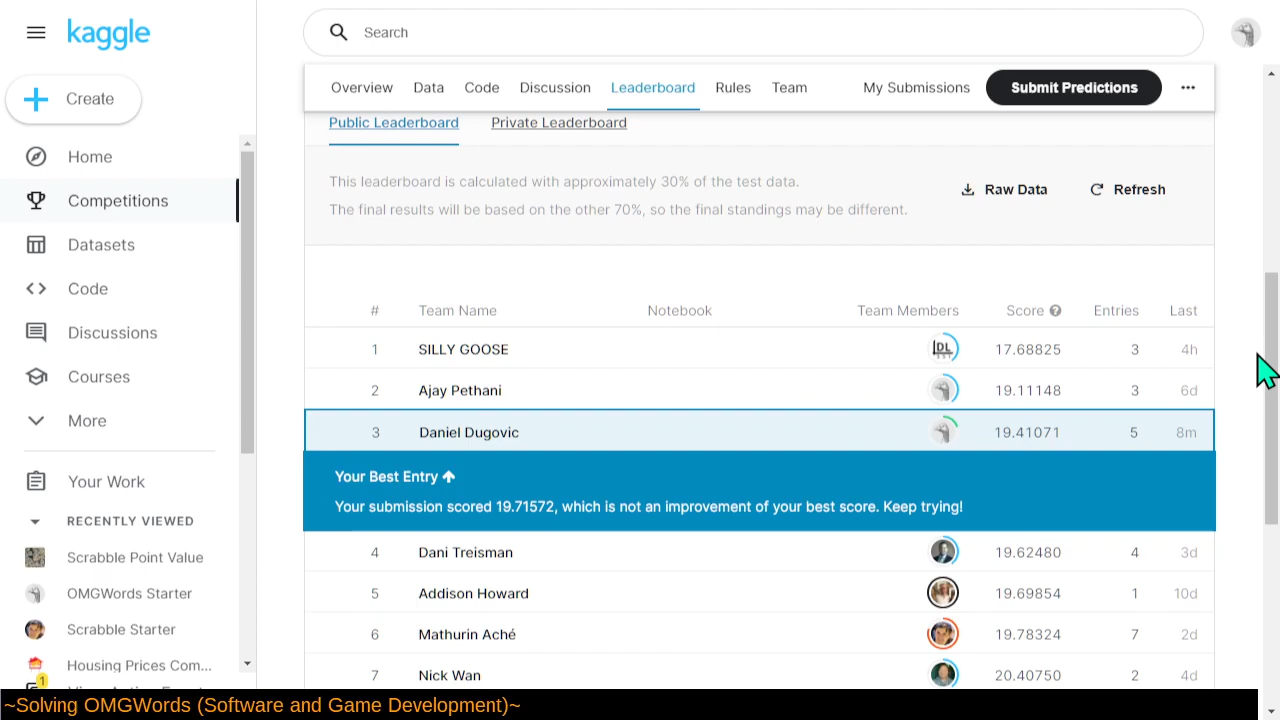 kaggle
Search
Create
Overview Data Code Discussion Leaderboard Rules Team My Submissions Submit Predictions
Public Leaderboard Private Leaderboard
Home
Competitions
Datasets
Code
Discussions
Courses
More
Your Work
RECENTLY VIEWED
Scrabble Point Value
OMGWords Starter
Scrabble Starter
Housing Prices Com...
1
This leaderboard is calculated with approximately 30% of the test data.
The final results will be based on the other 70%, so the final standings may be different.
Raw Data Refresh
# Team Name Notebook Team Members Score Entries Last
1 SILLY GOOSE DL 17.68825 3 4h
2 Ajay Pethani 19.11148 3 6d
3 Daniel Dugovic 19.41071 5 8m
Your Best Entry
Your submission scored 19.71572, which is not an improvement of your best score. Keep trying!
4 Dani Treisman 19.62480 4 3d
5 Addison Howard 19.69854 1 10d
6 Mathurin Aché 19.78324 7 2d
7 Nick Wan 20.40750 2 4d
~Solving OMGWords (Software and Game Development)~